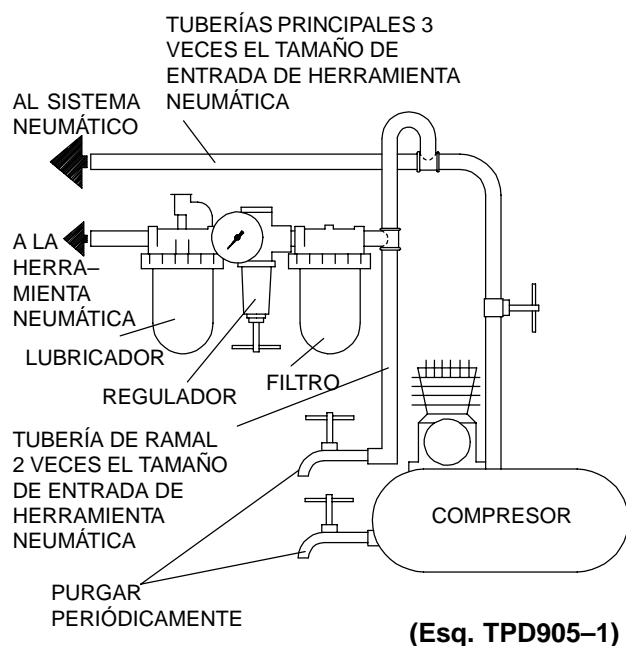 TUBERÍAS PRINCIPALES 3
VECES EL TAMAÑO DE
ENTRADA DE HERRAMIENTA
NEUMÁTICA
AL SISTEMA
NEUMÁTICO
A LA
HERRA–
MIENTA
NEUMÁTICA
LUBRICADOR
REGULADOR
FILTRO
TUBERÍA DE RAMAL
2 VECES EL TAMAÑO
DE ENTRADA DE
HERRAMIENTA
NEUMÁTICA
COMPRESOR
PURGAR
PERIÓDICAMENTE
(Esq. TPD905–1)